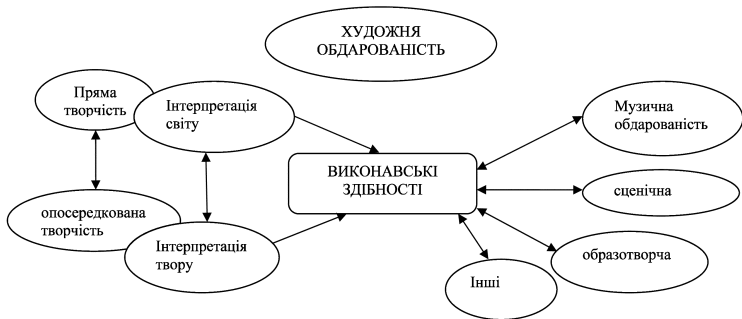 ХУДОЖНЯ
ОБДАРОВАНІСТЬ
Пряма
творчість
Інтерпретація
світу
Музична
обдарованість
ВИКОНАВСЬКІ
ЗДІБНОСТІ
сценічна
опосередкована
творчість
Інтерпретація
твору
образотворча
Інші